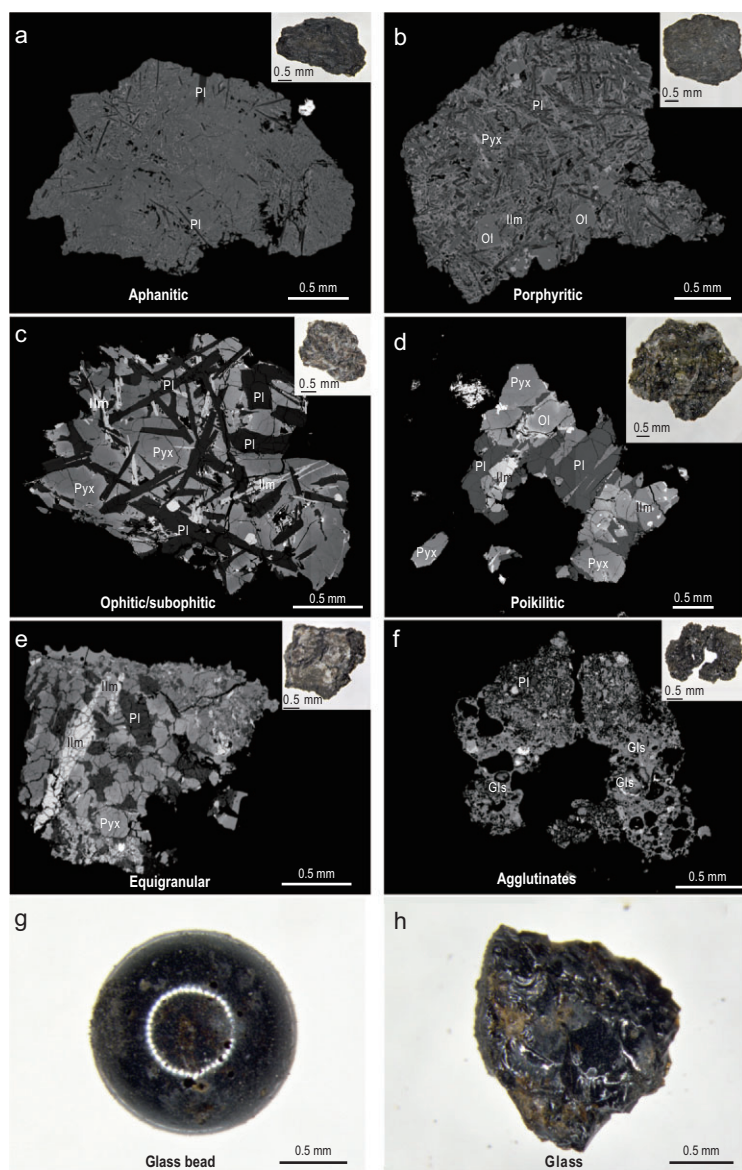 a
0.5 mm
Pl
Pl
Aphanitic
0.5 mm
b
0.5 mm
Pl
Pyx
Ilm
Ol
Ol
Porphyritic
0.5 mm
c
0.5 mm
Pl
Ilm
Pl
Pyx
Pl
Pyx
Ilm
Pl
Ophitic/subophitic
0.5 mm
d
0.5 mm
Pyx
Ol
Pl
Pl
Ilm
Ilm
Pyx
Pyx
Poikilitic
0.5 mm
e
0.5 mm
Ilm
Pl
Ilm
Pyx
Equigranular
0.5 mm
f
0.5 mm
Pl
Gls
Gls
Gls
Agglutinates
0.5 mm
g
Glass bead
0.5 mm
h
Glass
0.5 mm